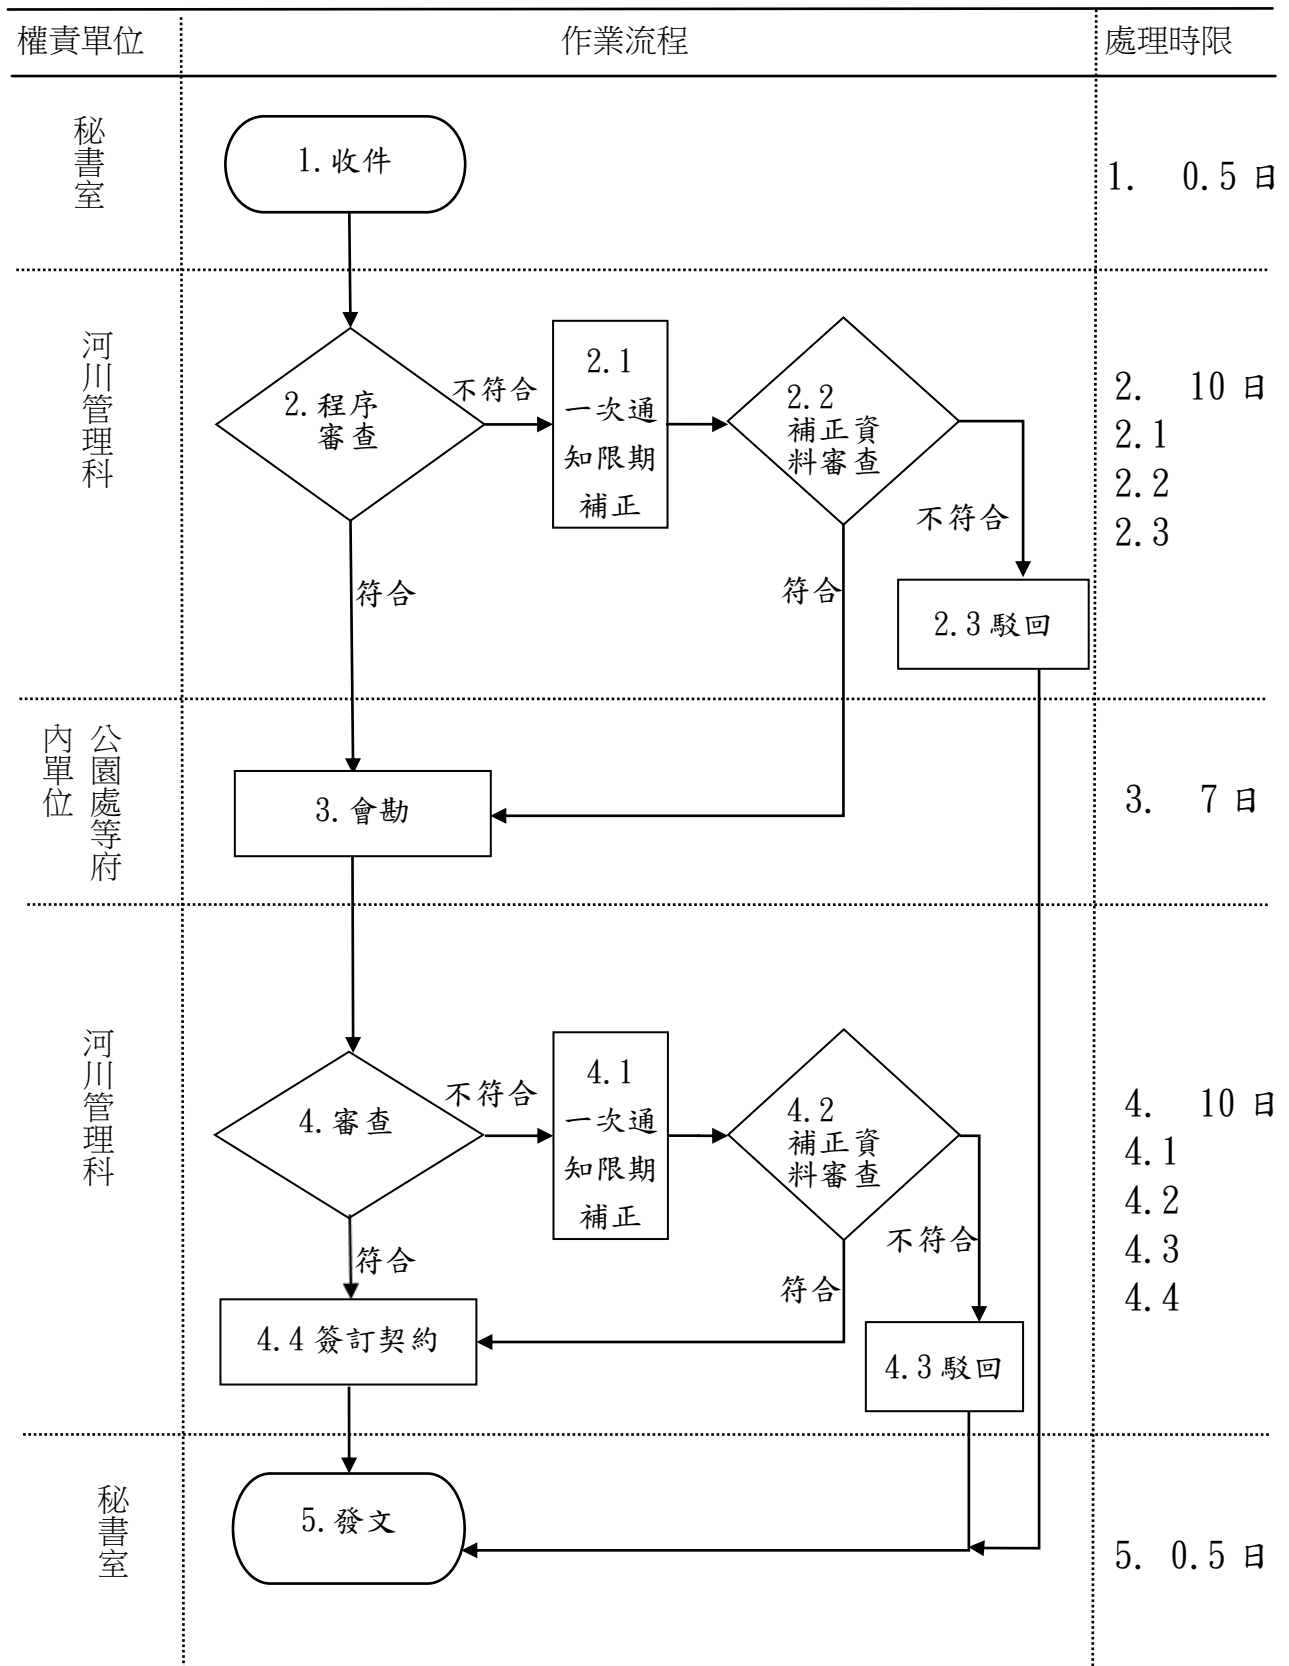 權責單位
作業流程
處理時限
秘書室
1.收件
1. 0.5日
河川管理科
2.程序
審查
不符合
2.1
一次通
知限期
補正
2.2
補正資
料審查
不符合
符合
符合
2.3駁回
2. 10日
2.1
2.2
2.3
公園處等府
內單位
3.會勘
3. 7日
河川管理科
4.審查
不符合
4.1
一次通
知限期
補正
4.2
補正資
料審查
不符合
符合
符合
4.4簽訂契約
4.3駁回
4. 10日
4.1
4.2
4.3
4.4
秘書室
5.發文
5. 0.5日